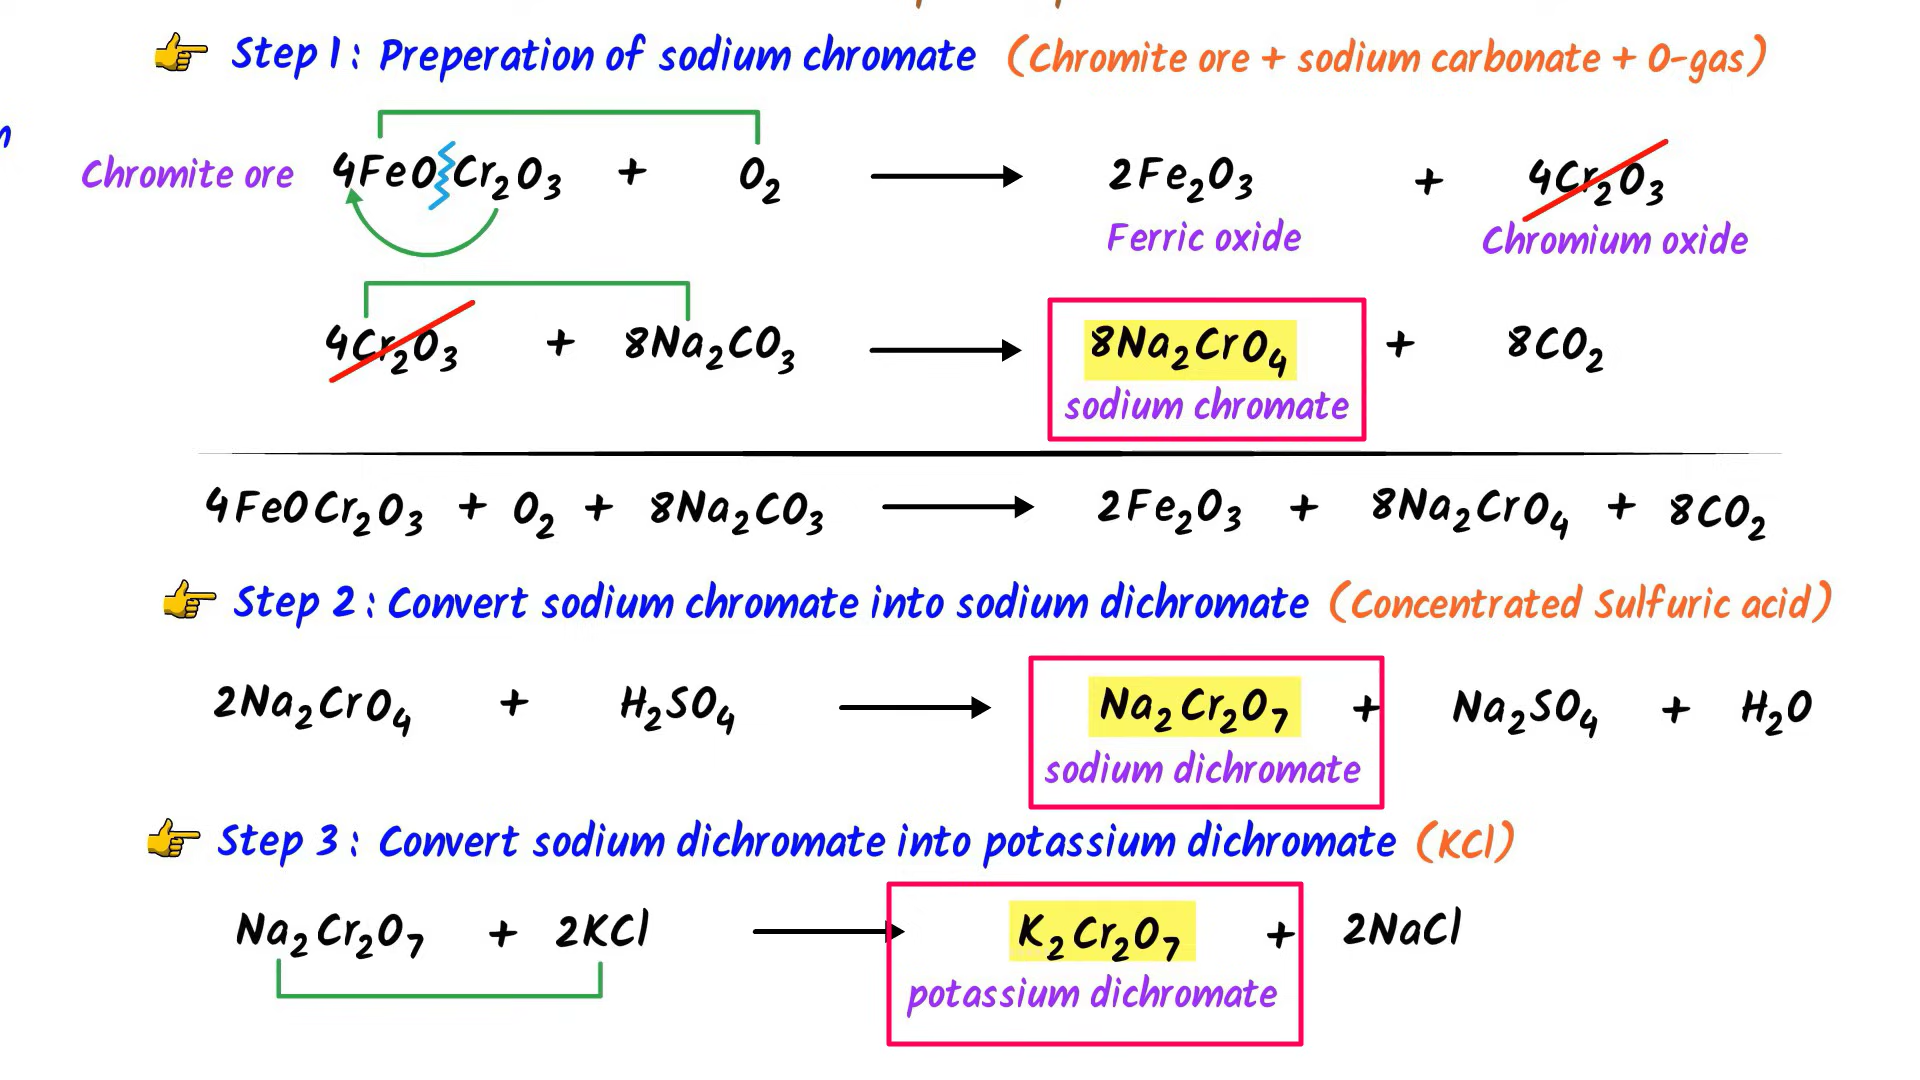 👉 Step 1 : Preperation of sodium chromate (Chromite ore + sodium carbonate + O-gas)
Chromite ore 4FeO Cr₂O₃ + O₂ → 2Fe₂O₃ + 4Cr₂O₃
Ferric oxide Chromium oxide
4Cr₂O₃ + 8Na₂CO₃ → 8Na₂CrO₄ + 8CO₂
sodium chromate
4FeOCr₂O₃ + O₂ + 8Na₂CO₃ → 2Fe₂O₃ + 8Na₂CrO₄ + 8CO₂
👉 Step 2 : Convert sodium chromate into sodium dichromate (Concentrated Sulfuric acid)
2Na₂CrO₄ + H₂SO₄ → Na₂Cr₂O₇ + Na₂SO₄ + H₂O
sodium dichromate
👉 Step 3 : Convert sodium dichromate into potassium dichromate (KCl)
Na₂Cr₂O₇ + 2KCl → K₂Cr₂O₇ + 2NaCl
potassium dichromate